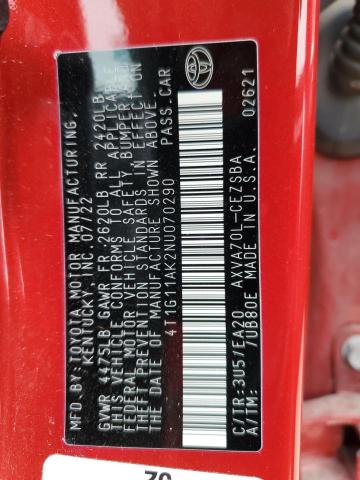 MFD.BY: TOYOTA MOTOR MANUFACTURING,
KENTUCKY, INC. 07/22
GVWR 4475LB GAWR FR 2620LB RR 2420LB
THIS VEHICLE CONFORMS TO ALL APPLICABLE
FEDERAL MOTOR VEHICLE SAFETY, BUMPER, AND
THEFT PREVENTION STANDARDS IN EFFECT ON
THE DATE OF MANUFACTURE SHOWN ABOVE.
4T1G11AK2NU070290 PASS.CAR
C/TR:3U5/EA20 AXVA70L-CEZSBA
A/TM: /UB80E MADE IN U.S.A. 02621